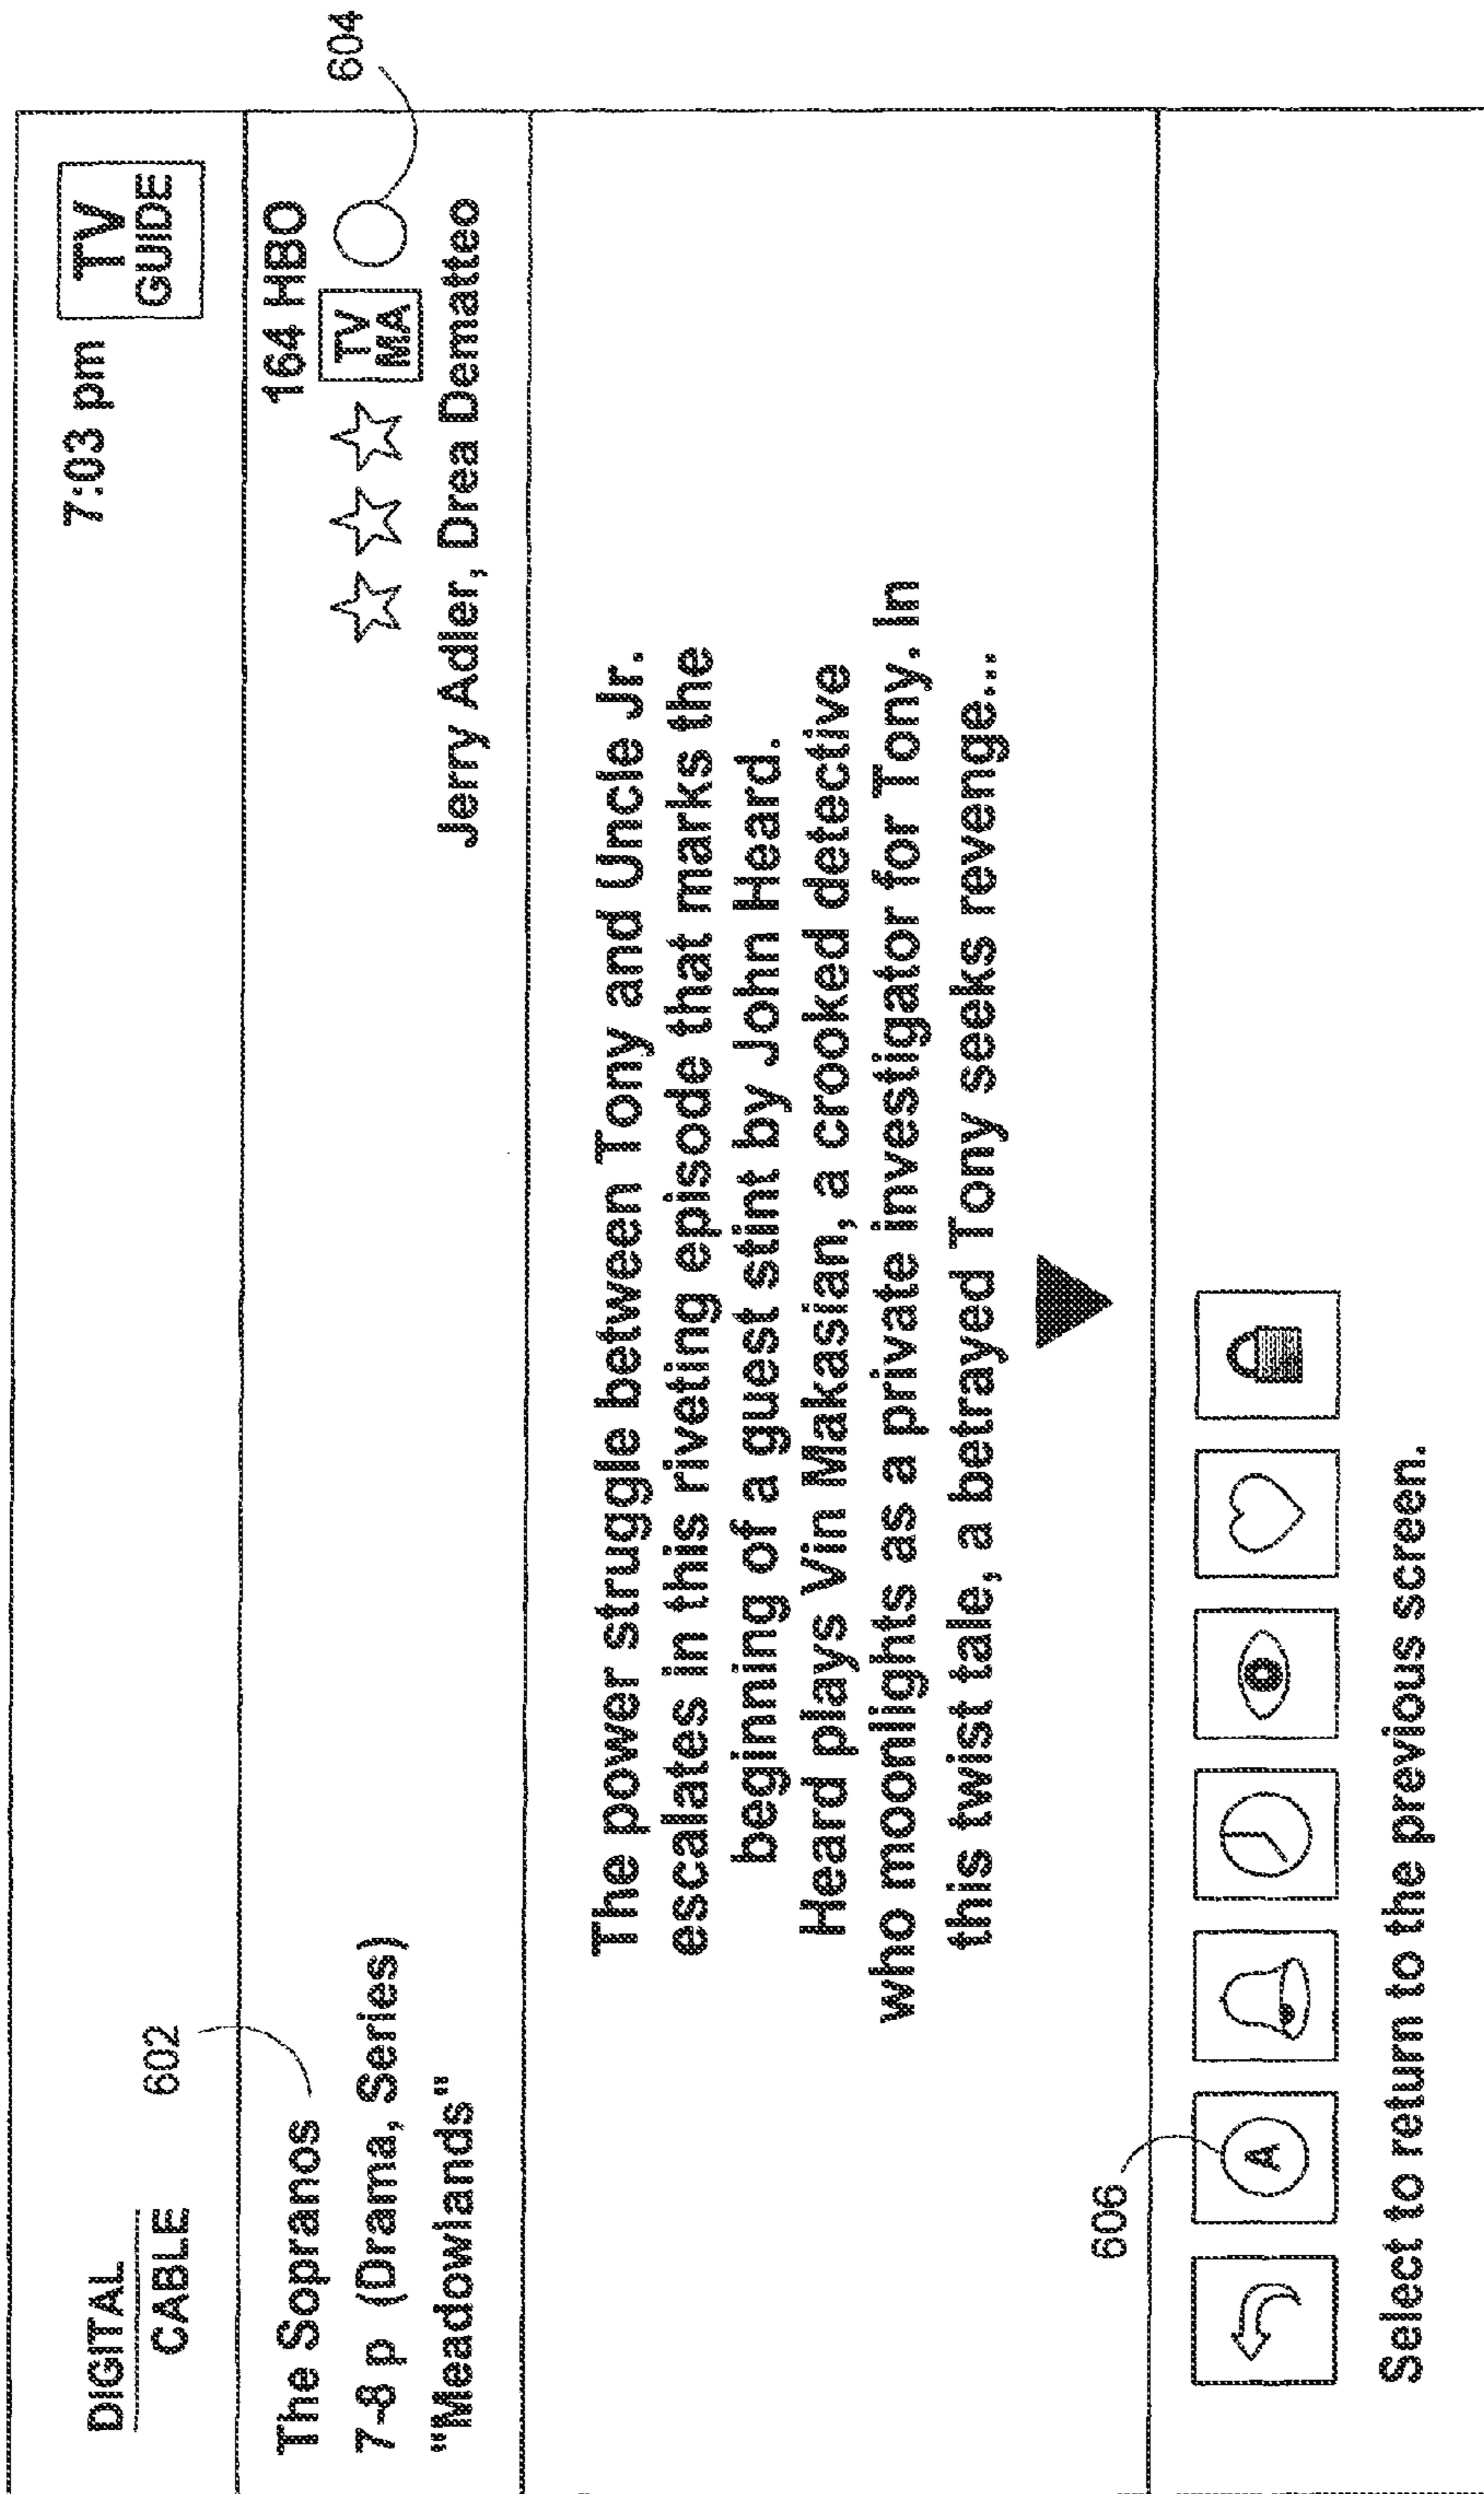 DIGITAL
CABLE
7:03 pm
TV
GUIDE
602
604
The Sopranos
164 HBO
7-8 p (Drama, Series)
TV
MA
"Meadowlands"
Jerry Adler, Drea Dematteo
The power struggle between Tony and Uncle Jr.
escalates in this riveting episode that marks the
beginning of a guest stint by John Heard.
Heard plays Vin Makasian, a crooked detective
who moonlights as a private investigator for Tony. In
this twist tale, a betrayed Tony seeks revenge...
606
A
Select to return to the previous screen.